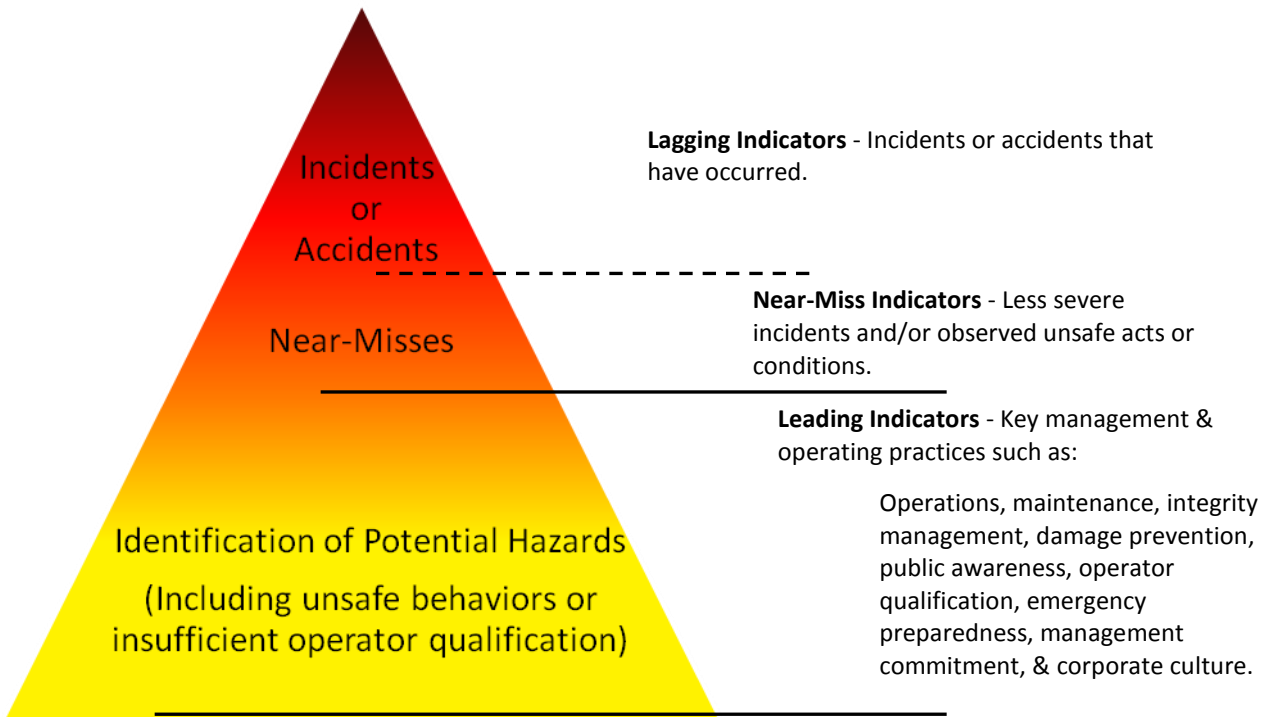 Incidents
or
Accidents
Lagging Indicators - Incidents or accidents that
have occurred.
Near-Misses
Near-Miss Indicators - Less severe
incidents and/or observed unsafe acts or
conditions.
Identification of Potential Hazards
(Including unsafe behaviors or
insufficient operator qualification)
Leading Indicators - Key management &
operating practices such as:
Operations, maintenance, integrity
management, damage prevention,
public awareness, operator
qualification, emergency
preparedness, management
commitment, & corporate culture.